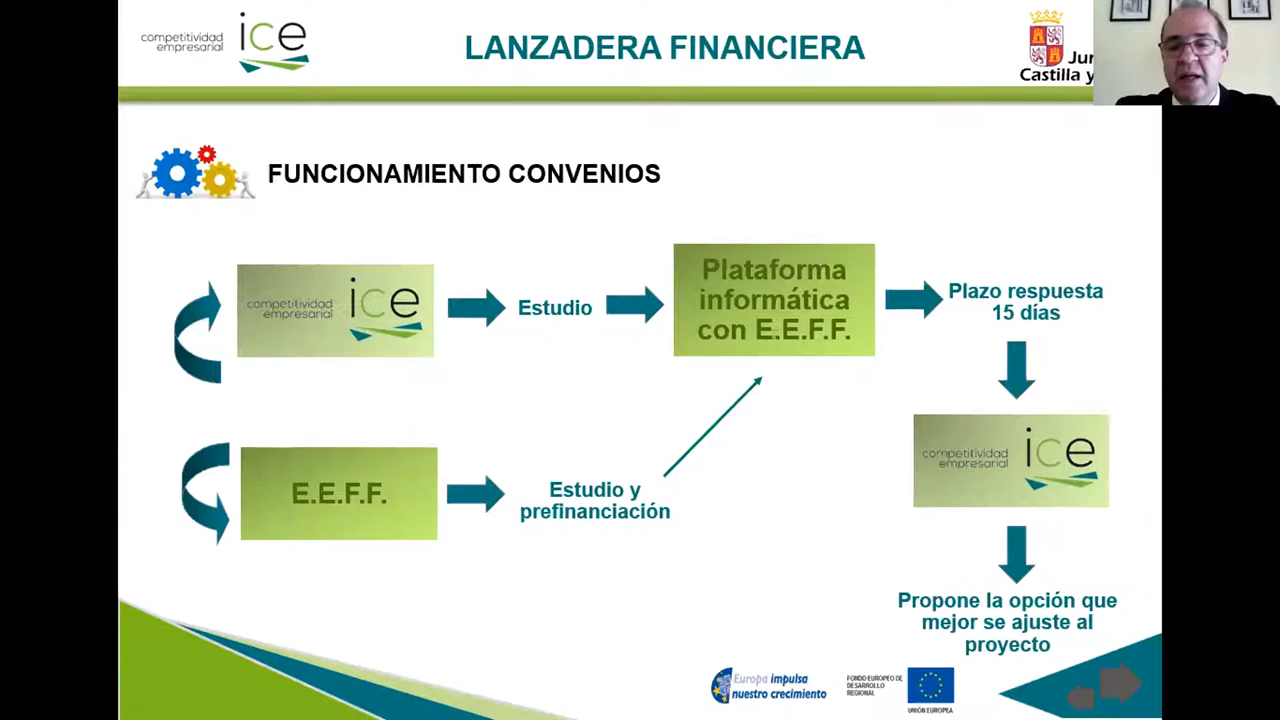 competitividad
empresarial
ice
LANZADERA FINANCIERA
Castilla y
FUNCIONAMIENTO CONVENIOS
competitividad
empresarial
ice
Estudio
Plataforma
informática
con E.E.F.F.
Plazo respuesta
15 días
competitividad
empresarial
ice
E.E.F.F.
Estudio y
prefinanciación
Propone la opción que
mejor se ajuste al
proyecto
Europa impulsa
nuestro crecimiento
FONDO EUROPEO DE
DESARROLLO
REGIONAL
UNIÓN EUROPEA